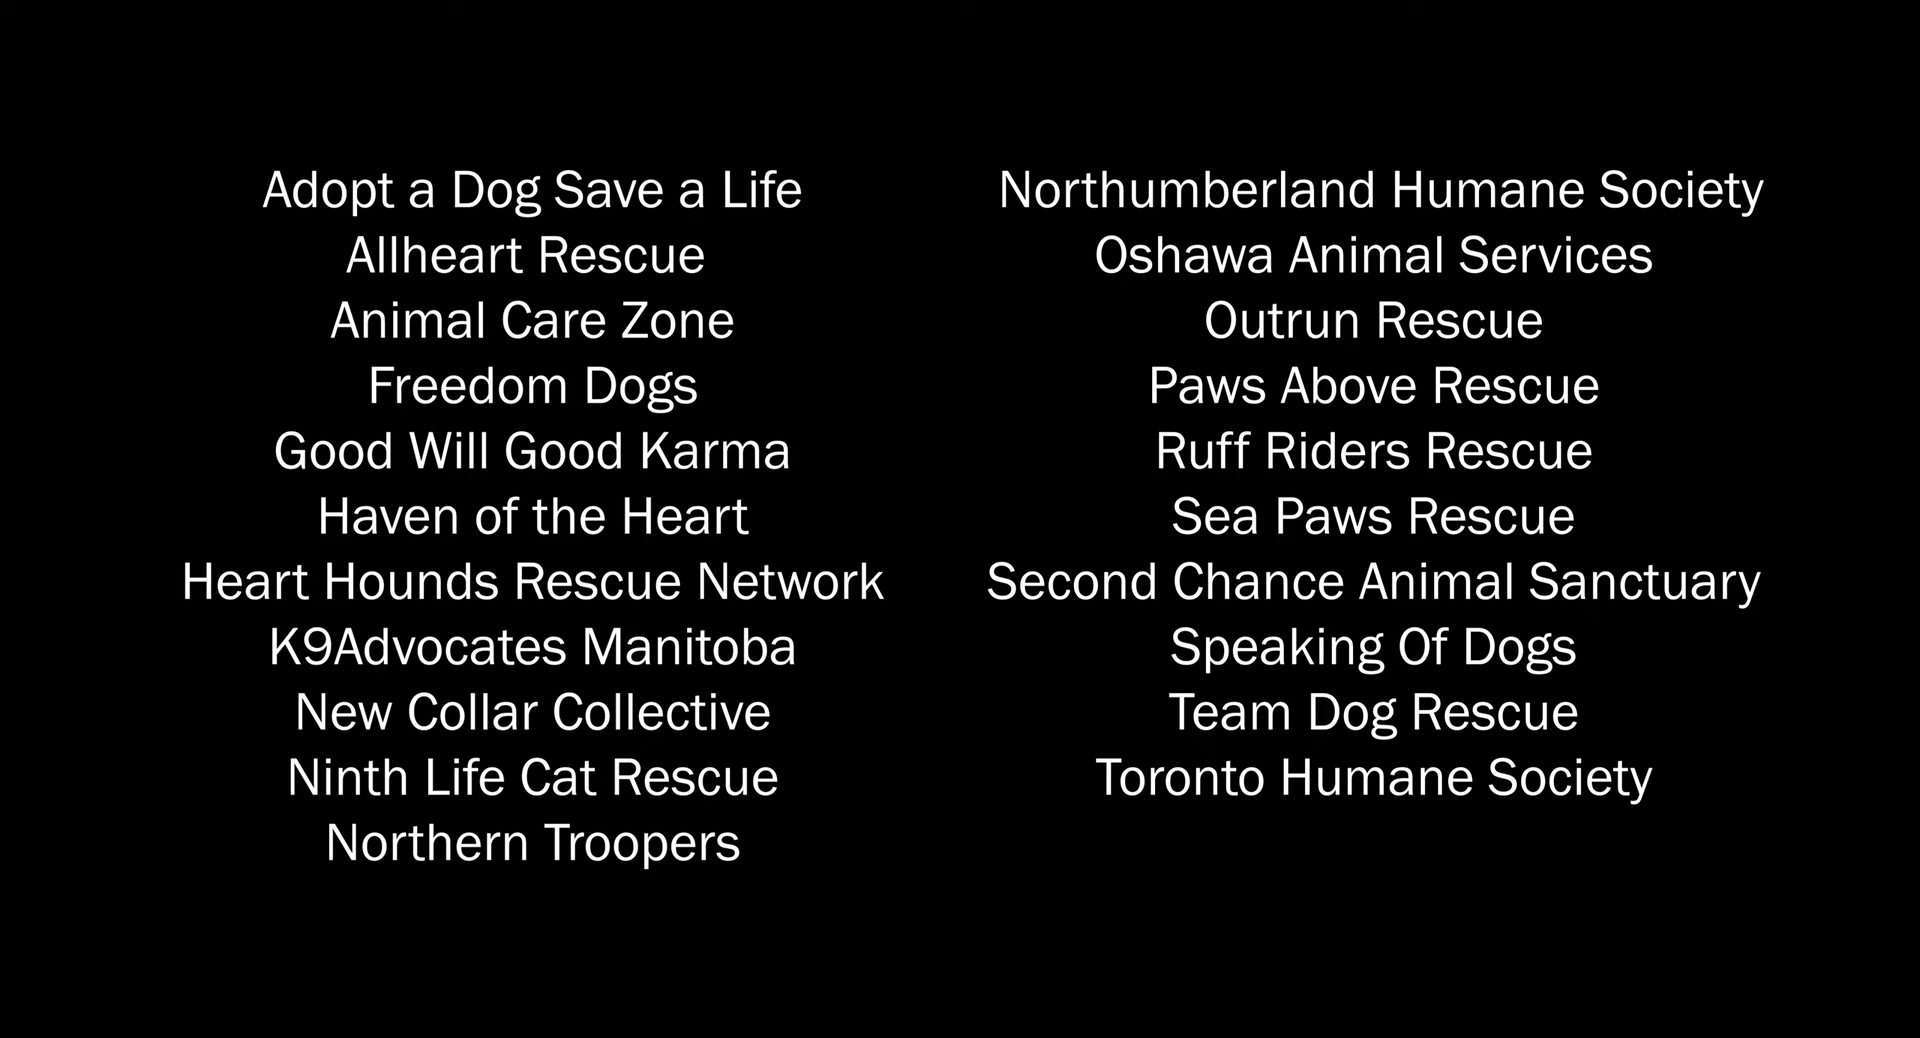 Adopt a Dog Save a Life
Allheart Rescue
Animal Care Zone
Freedom Dogs
Good Will Good Karma
Haven of the Heart
Heart Hounds Rescue Network
K9Advocates Manitoba
New Collar Collective
Ninth Life Cat Rescue
Northern Troopers
Northumberland Humane Society
Oshawa Animal Services
Outrun Rescue
Paws Above Rescue
Ruff Riders Rescue
Sea Paws Rescue
Second Chance Animal Sanctuary
Speaking Of Dogs
Team Dog Rescue
Toronto Humane Society